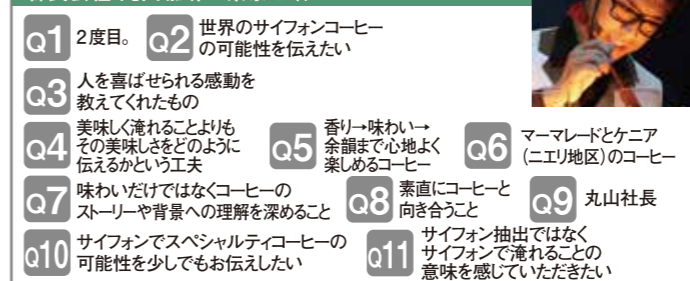 Q1 2度目。
Q2 世界のサイフォンコーヒー
の可能性を伝えたい
Q3 人を喜ばせられる感動を
教えてくれたもの
Q4 美味しく淹れることよりも
その美味しさをどのように
伝えるかという工夫
Q5 香り→味わい→
余韻まで心地よく
楽しめるコーヒー
Q6 マーマレードとケニア
（ニエリ地区）のコーヒー
Q7 味わいだけではなくコーヒーの
ストーリーや背景への理解を深めること
Q8 素直にコーヒーと
向き合うこと
Q9 丸山社長
Q10 サイフォンでスペシャルティコーヒーの
可能性を少しでもお伝えしたい
Q11 サイフォン抽出ではなく
サイフォンで淹れることの
意味を感じていただきたい